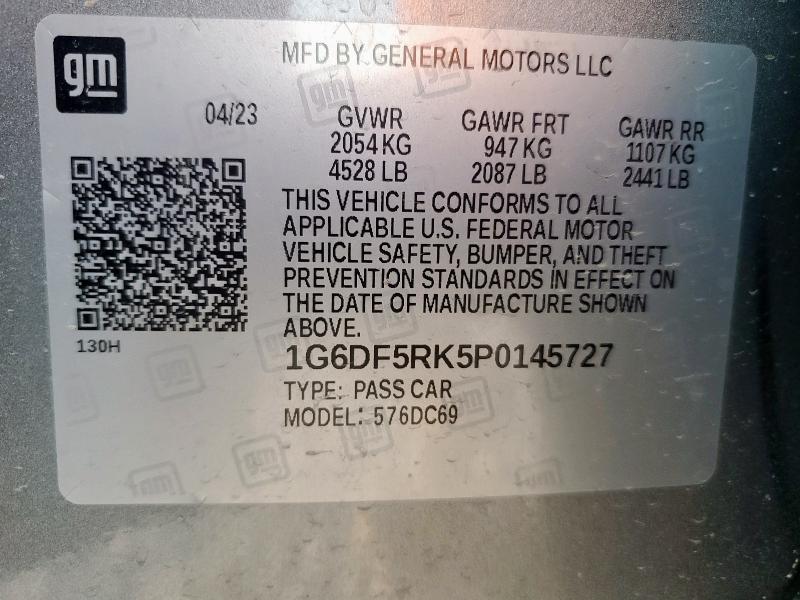 gm
MFD BY GENERAL MOTORS LLC
04/23
GVWR
2054 KG
4528 LB
GAWR FRT
947 KG
2087 LB
GAWR RR
1107 KG
2441 LB
THIS VEHICLE CONFORMS TO ALL
APPLICABLE U.S. FEDERAL MOTOR
VEHICLE SAFETY, BUMPER, AND THEFT
PREVENTION STANDARDS IN EFFECT ON
THE DATE OF MANUFACTURE SHOWN
ABOVE.
130H
1G6DF5RK5P0145727
TYPE: PASS CAR
MODEL: 576DC69